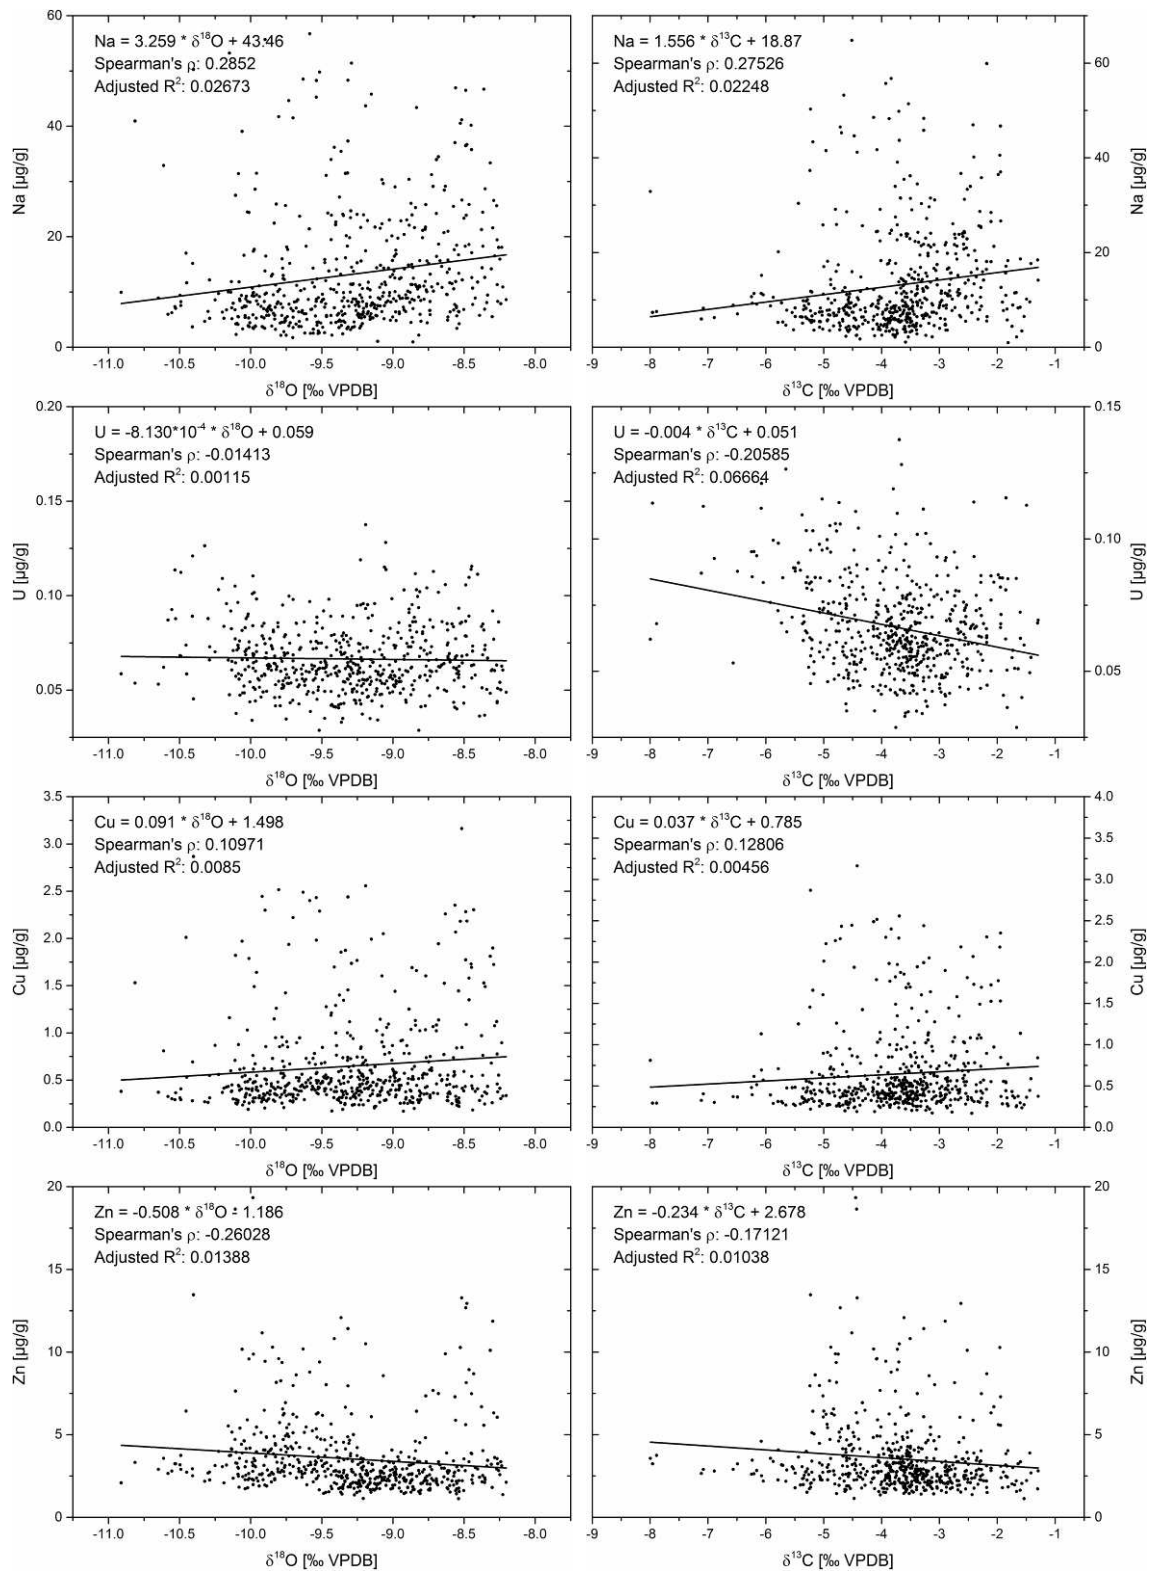 Na = 3.259 * δ18O + 43.46
Spearman's ρ: 0.2852
Adjusted R2: 0.02673
60
40
20
0
Na [µg/g]
-11.0 -10.5 -10.0 -9.5 -9.0 -8.5 -8.0
δ18O [‰ VPDB]
Na = 1.556 * δ13C + 18.87
Spearman's ρ: 0.27526
Adjusted R2: 0.02248
60
40
20
0
Na [µg/g]
-9 -8 -7 -6 -5 -4 -3 -2 -1
δ13C [‰ VPDB]
U = -8.130*10-4 * δ18O + 0.059
Spearman's ρ: -0.01413
Adjusted R2: 0.00115
0.20
0.15
0.10
0.05
U [µg/g]
-11.0 -10.5 -10.0 -9.5 -9.0 -8.5 -8.0
δ18O [‰ VPDB]
U = -0.004 * δ13C + 0.051
Spearman's ρ: -0.20585
Adjusted R2: 0.06664
0.15
0.10
0.05
U [µg/g]
-9 -8 -7 -6 -5 -4 -3 -2 -1
δ13C [‰ VPDB]
Cu = 0.091 * δ18O + 1.498
Spearman's ρ: 0.10971
Adjusted R2: 0.0085
3.5
3.0
2.5
2.0
1.5
1.0
0.5
0.0
Cu [µg/g]
-11.0 -10.5 -10.0 -9.5 -9.0 -8.5 -8.0
δ18O [‰ VPDB]
Cu = 0.037 * δ13C + 0.785
Spearman's ρ: 0.12806
Adjusted R2: 0.00456
4.0
3.5
3.0
2.5
2.0
1.5
1.0
0.5
0.0
Cu [µg/g]
-9 -8 -7 -6 -5 -4 -3 -2 -1
δ13C [‰ VPDB]
Zn = -0.508 * δ18O - 1.186
Spearman's ρ: -0.26028
Adjusted R2: 0.01388
20
15
10
5
0
Zn [µg/g]
-11.0 -10.5 -10.0 -9.5 -9.0 -8.5 -8.0
δ18O [‰ VPDB]
Zn = -0.234 * δ13C + 2.678
Spearman's ρ: -0.17121
Adjusted R2: 0.01038
20
15
10
5
0
Zn [µg/g]
-9 -8 -7 -6 -5 -4 -3 -2 -1
δ13C [‰ VPDB]